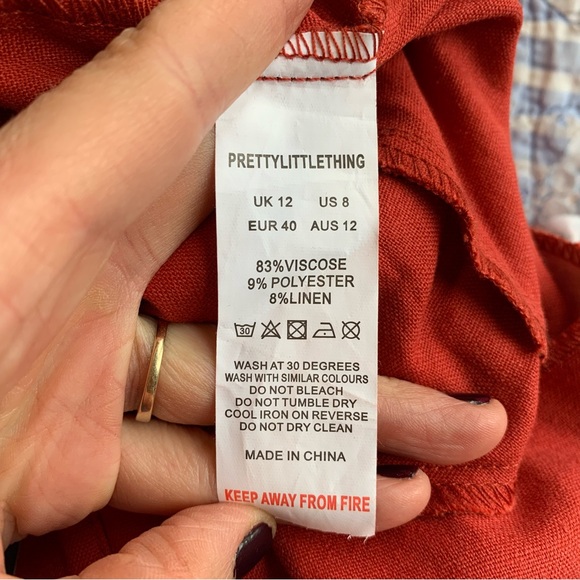 PRETTYLITTLETHING
UK 12 US 8
EUR 40 AUS 12
83%VISCOSE
9% POLYESTER
8%LINEN
30
WASH AT 30 DEGREES
WASH WITH SIMILAR COLOURS
DO NOT BLEACH
DO NOT TUMBLE DRY
COOL IRON ON REVERSE
DO NOT DRY CLEAN
MADE IN CHINA
KEEP AWAY FROM FIRE